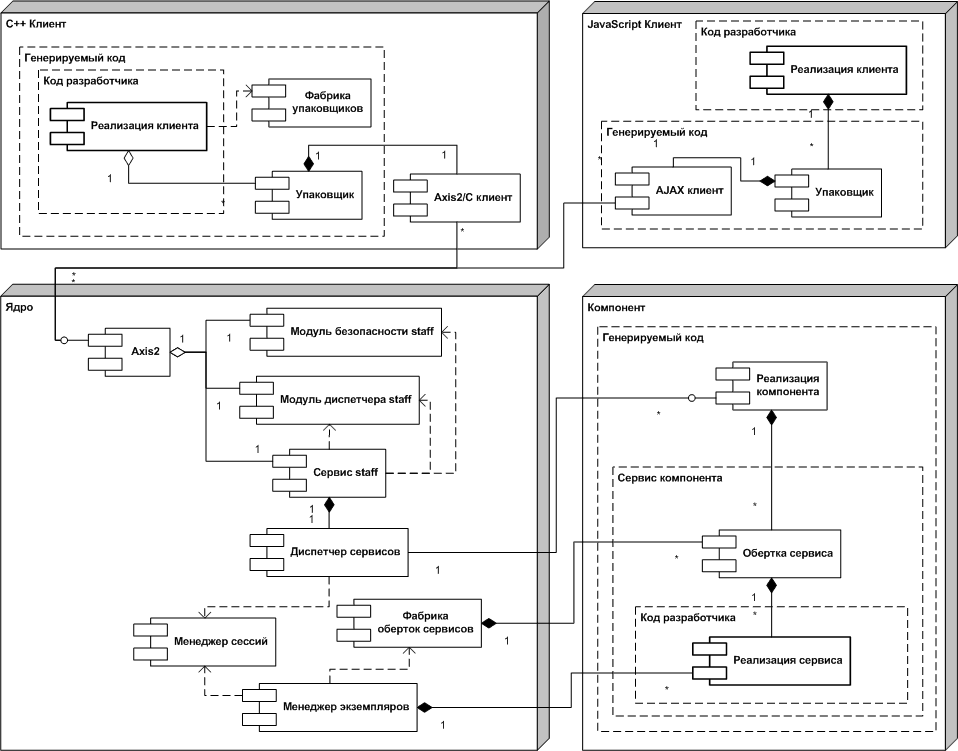 C++ Клиент
Генерируемый код
Код разработчика
Реализация клиента
Фабрика
упаковщиков
1
1
1
Упаковщик
Axis2/C клиент
*
*
JavaScript Клиент
Код разработчика
Реализация клиента
1
Генерируемый код
*
1
*
1
AJAX клиент
Упаковщик
*
*
Ядро
Axis2
1
1
Модуль безопасности staff
1
Модуль диспетчера staff
1
Сервис staff
1
1
Диспетчер сервисов
1
Менеджер сессий
Фабрика
оберток сервисов
1
Менеджер экземпляров
1
Компонент
Генерируемый код
Реализация
компонента
*
1
Сервис компонента
*
Обертка сервиса
*
1
*
Код разработчика
Реализация сервиса
*